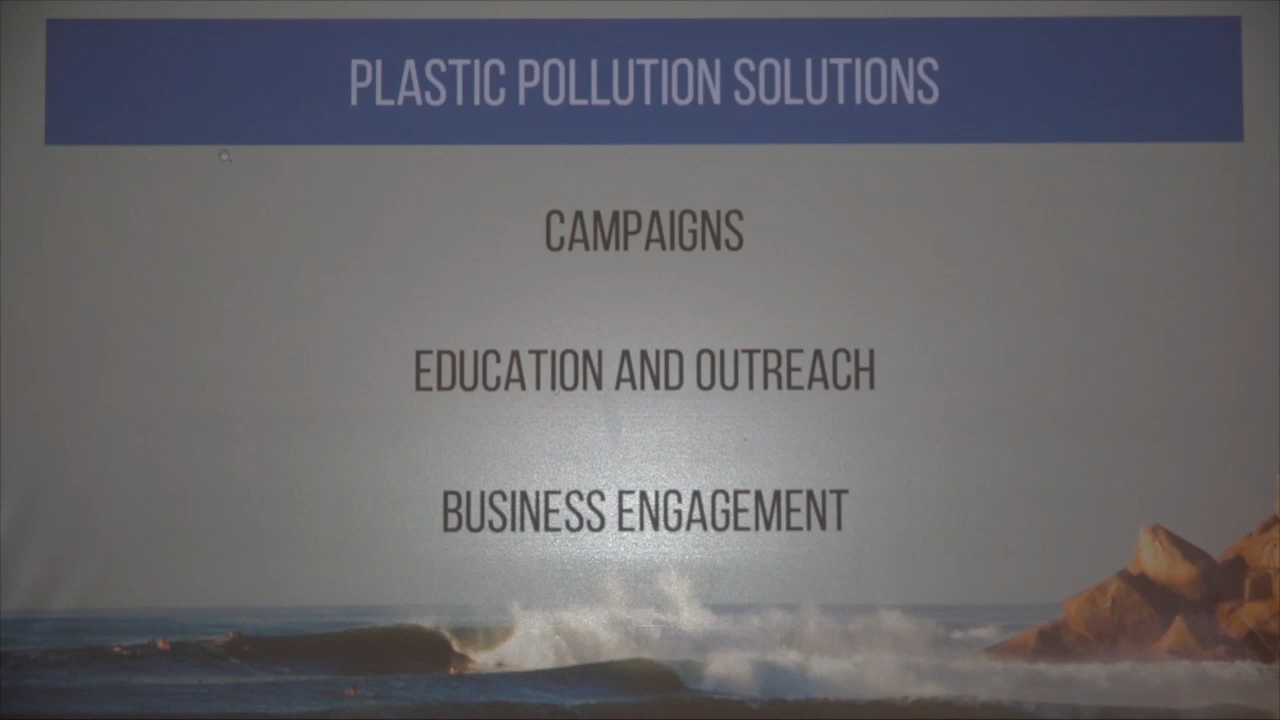 PLASTIC POLLUTION SOLUTIONS
CAMPAIGNS
EDUCATION AND OUTREACH
BUSINESS ENGAGEMENT